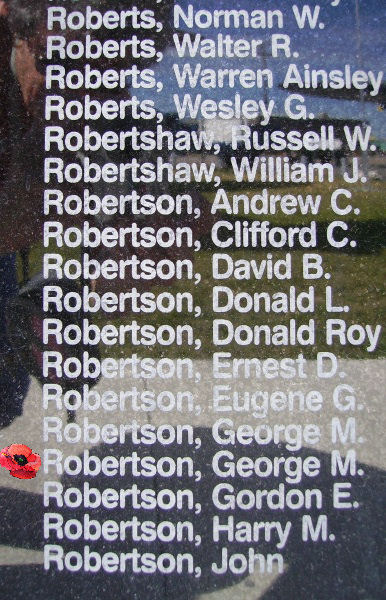 Roberts, Norman W.
Roberts, Walter R.
Roberts, Warren Ainsley
Roberts, Wesley G.
Robertshaw, Russell W.
Robertshaw, William J.
Robertson, Andrew C.
Robertson, Clifford C.
Robertson, David B.
Robertson, Donald L.
Robertson, Donald Roy
Robertson, Ernest D.
Robertson, Eugene G.
Robertson, George M.
Robertson, George M.
Robertson, Gordon E.
Robertson, Harry M.
Robertson, John